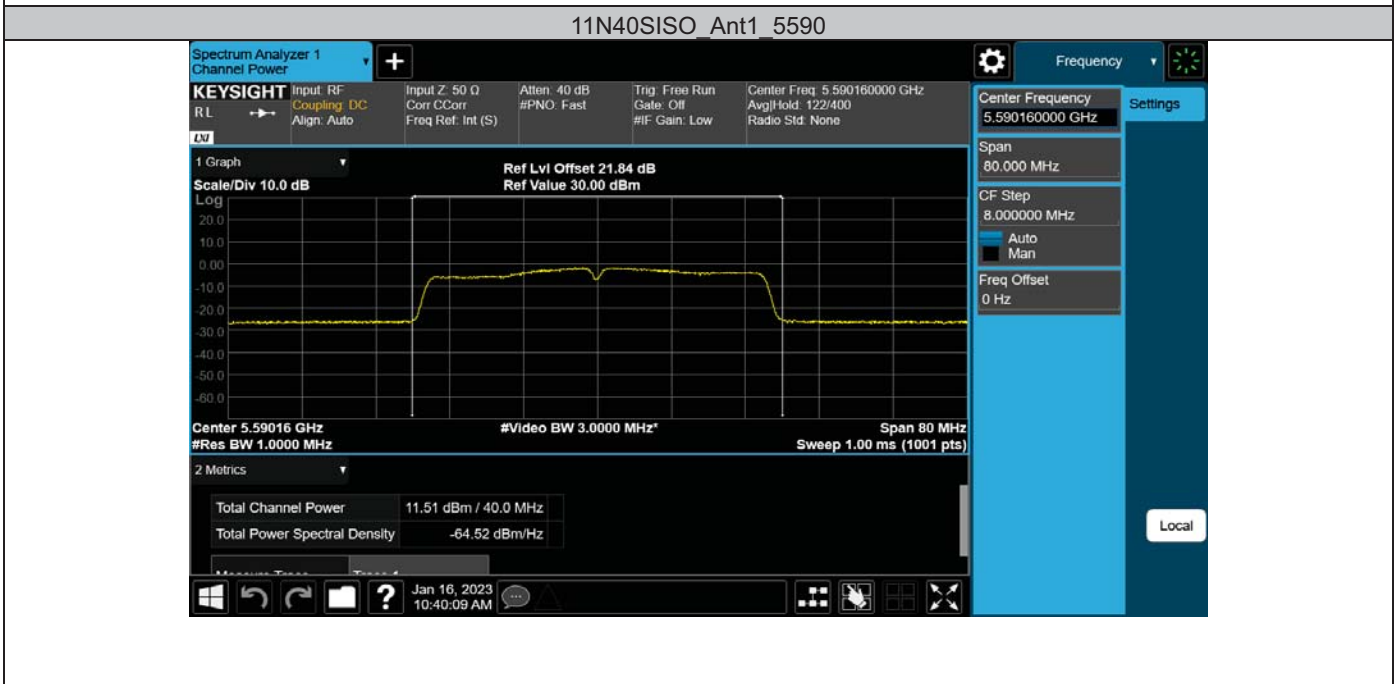 11N40SISO_Ant1_5590
Spectrum Analyzer 1
Channel Power
+
Frequency
KEYSIGHT
RL
LXI
Input: RF
Coupling: DC
Align: Auto
Input Z: 50 Ω
Corr CCorr
Freq Ref: Int (S)
Atten: 40 dB
#PNO: Fast
Trig: Free Run
Gate: Off
#IF Gain: Low
Center Freq: 5.590160000 GHz
Avg|Hold: 122/400
Radio Std: None
Center Frequency
5.590160000 GHz
Settings
Span
80.000 MHz
CF Step
8.000000 MHz
Auto
Man
Freq Offset
0 Hz
1 Graph
Scale/Div 10.0 dB
Ref Lvl Offset 21.84 dB
Ref Value 30.00 dBm
Log
20.0
10.0
0.00
-10.0
-20.0
-30.0
-40.0
-50.0
-60.0
Center 5.59016 GHz
#Video BW 3.0000 MHz*
Span 80 MHz
#Res BW 1.0000 MHz
Sweep 1.00 ms (1001 pts)
2 Metrics
Total Channel Power 11.51 dBm / 40.0 MHz
Total Power Spectral Density -64.52 dBm/Hz
Local
?
Jan 16, 2023
10:40:09 AM